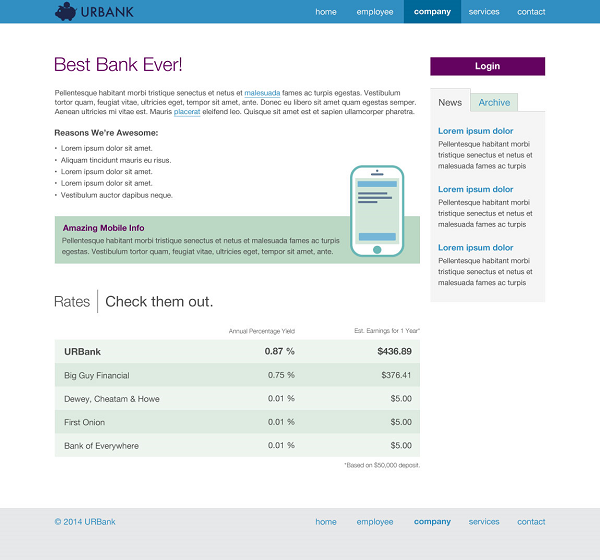 URBANK
home employee company services contact
Best Bank Ever!
Pellentesque habitant morbi tristique senectus et netus et malesuada fames ac turpis egestas. Vestibulum
tortor quam, feugiat vitae, ultricies eget, tempor sit amet, ante. Donec eu libero sit amet quam egestas semper.
Aenean ultricies mi vitae est. Mauris placerat eleifend leo. Quisque sit amet est et sapien ullamcorper pharetra.
Reasons We're Awesome:
• Lorem ipsum dolor sit amet.
• Aliquam tincidunt mauris eu risus.
• Lorem ipsum dolor sit amet.
• Lorem ipsum dolor sit amet.
• Vestibulum auctor dapibus neque.
Amazing Mobile Info
Pellentesque habitant morbi tristique senectus et netus et malesuada fames ac turpis
egestas. Vestibulum tortor quam, feugiat vitae, ultricies eget, tempor sit amet, ante.
Login
News Archive
Lorem ipsum dolor
Pellentesque habitant morbi
tristique senectus et netus et
malesuada fames ac turpis
Lorem ipsum dolor
Pellentesque habitant morbi
tristique senectus et netus et
malesuada fames ac turpis
Lorem ipsum dolor
Pellentesque habitant morbi
tristique senectus et netus et
malesuada fames ac turpis
Rates Check them out.
Annual Percentage Yield Est. Earnings for 1 Year*
URBank 0.87 % $436.89
Big Guy Financial 0.75 % $376.41
Dewey, Cheatam & Howe 0.01 % $5.00
First Onion 0.01 % $5.00
Bank of Everywhere 0.01 % $5.00
*Based on $50,000 deposit.
© 2014 URBank
home employee company services contact